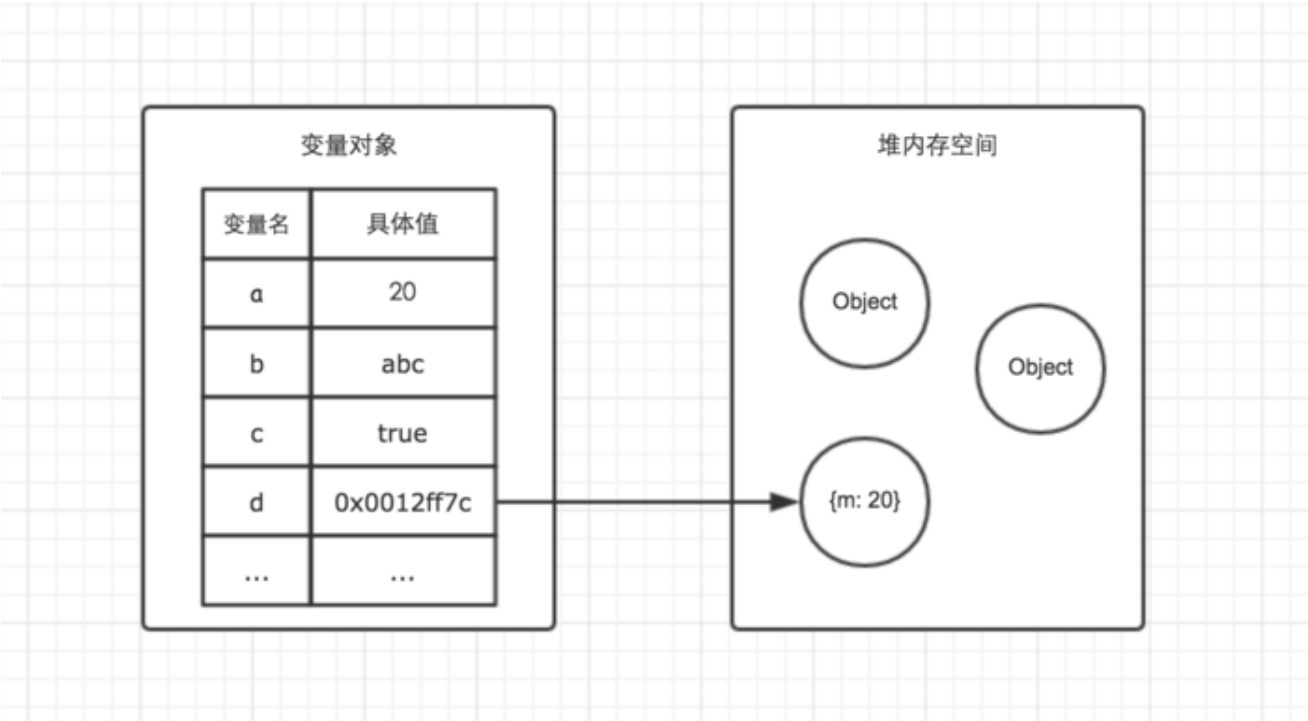 变量对象
变量名 具体值
a 20
b abc
c true
d 0x0012ff7c
... ...
堆内存空间
Object
Object
{m: 20}